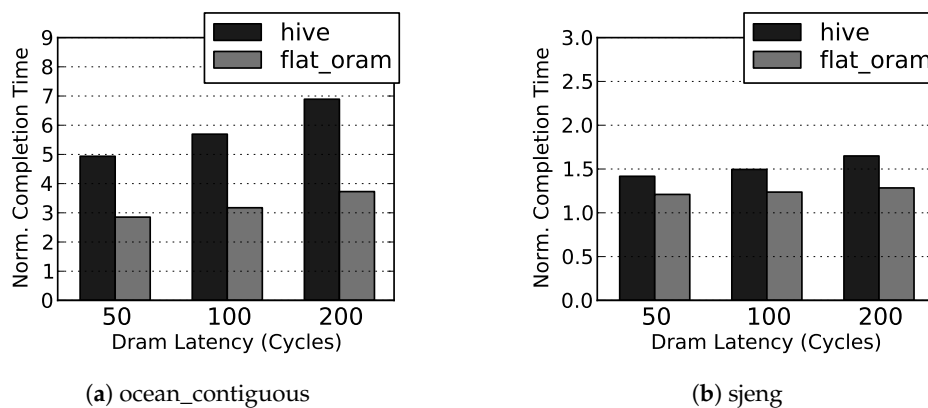 hive
flat_oram
9
8
7
6
5
4
3
2
1
0
Norm. Completion Time
50 100 200
Dram Latency (Cycles)
(a) ocean_contiguous
hive
flat_oram
3.0
2.5
2.0
1.5
1.0
0.5
0.0
Norm. Completion Time
50 100 200
Dram Latency (Cycles)
(b) sjeng